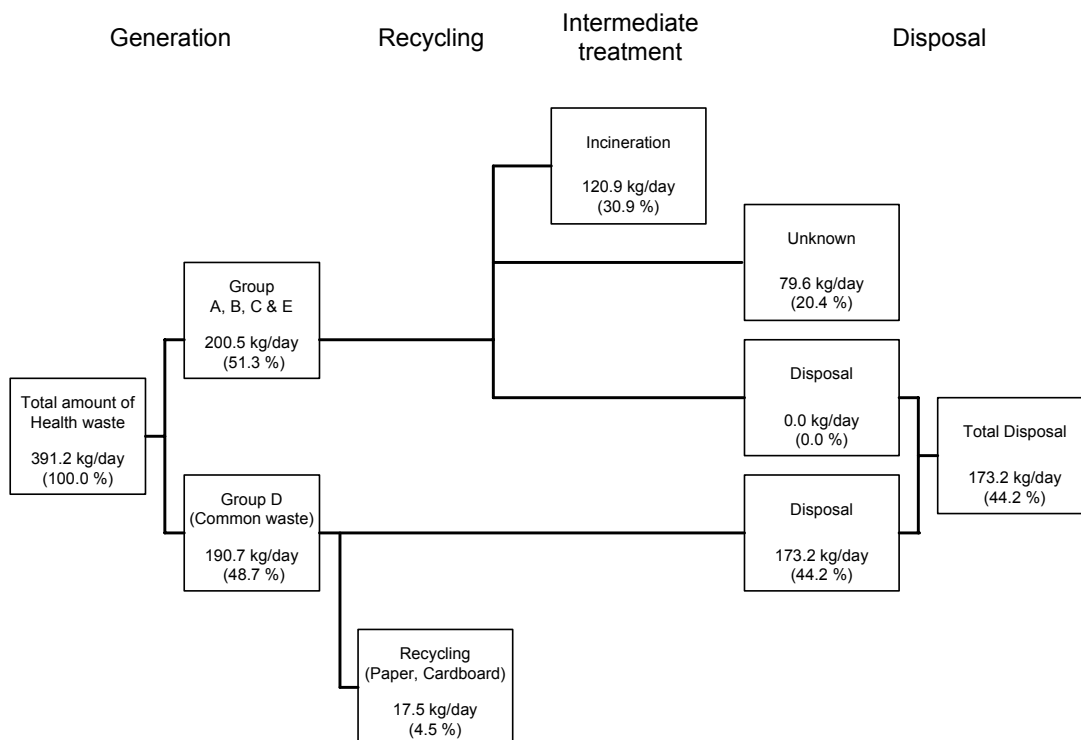 Generation
Recycling
Intermediate
treatment
Disposal
Incineration
120.9 kg/day
(30.9 %)
Unknown
79.6 kg/day
(20.4 %)
Group
A, B, C & E
200.5 kg/day
(51.3 %)
Disposal
0.0 kg/day
(0.0 %)
Total amount of
Health waste
391.2 kg/day
(100.0 %)
Total Disposal
173.2 kg/day
(44.2 %)
Group D
(Common waste)
190.7 kg/day
(48.7 %)
Disposal
173.2 kg/day
(44.2 %)
Recycling
(Paper, Cardboard)
17.5 kg/day
(4.5 %)